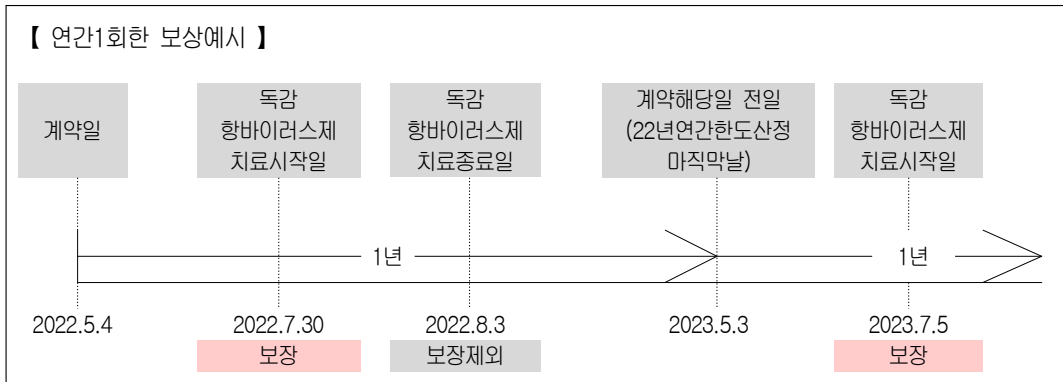 【 연간1회한 보상예시 】
계약일
독감
항바이러스제
치료시작일
독감
항바이러스제
치료종료일
계약해당일 전일
(22년연간한도산정
마직막날)
독감
항바이러스제
치료시작일
1년
1년
2022.5.4
2022.7.30
2022.8.3
2023.5.3
2023.7.5
보장
보장제외
보장